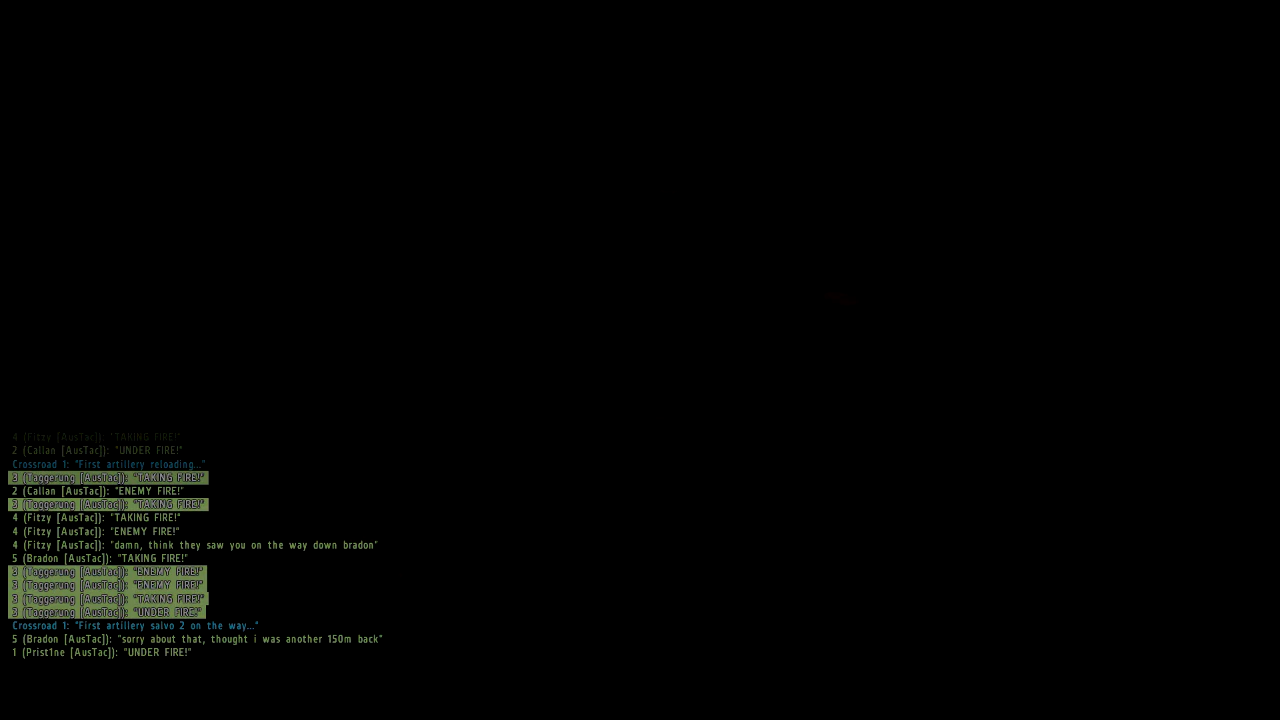 4 (Fitzy [AusTac]): "TAKING FIRE!"
2 (Callan [AusTac]): "UNDER FIRE!"
Crossroad 1: "First artillery reloading..."
3 (Taggerung [AusTac]): "TAKING FIRE!"
2 (Callan [AusTac]): "ENEMY FIRE!"
3 (Taggerung [AusTac]): "TAKING FIRE!"
4 (Fitzy [AusTac]): "TAKING FIRE!"
4 (Fitzy [AusTac]): "ENEMY FIRE!"
4 (Fitzy [AusTac]): "damn, think they saw you on the way down bradon"
5 (Bradon [AusTac]): "TAKING FIRE!"
3 (Taggerung [AusTac]): "ENEMY FIRE!"
3 (Taggerung [AusTac]): "ENEMY FIRE!"
3 (Taggerung [AusTac]): "TAKING FIRE!"
3 (Taggerung [AusTac]): "UNDER FIRE!"
Crossroad 1: "First artillery salvo 2 on the way..."
5 (Bradon [AusTac]): "sorry about that, thought i was another 150m back"
1 (Prist1ne [AusTac]): "UNDER FIRE!"